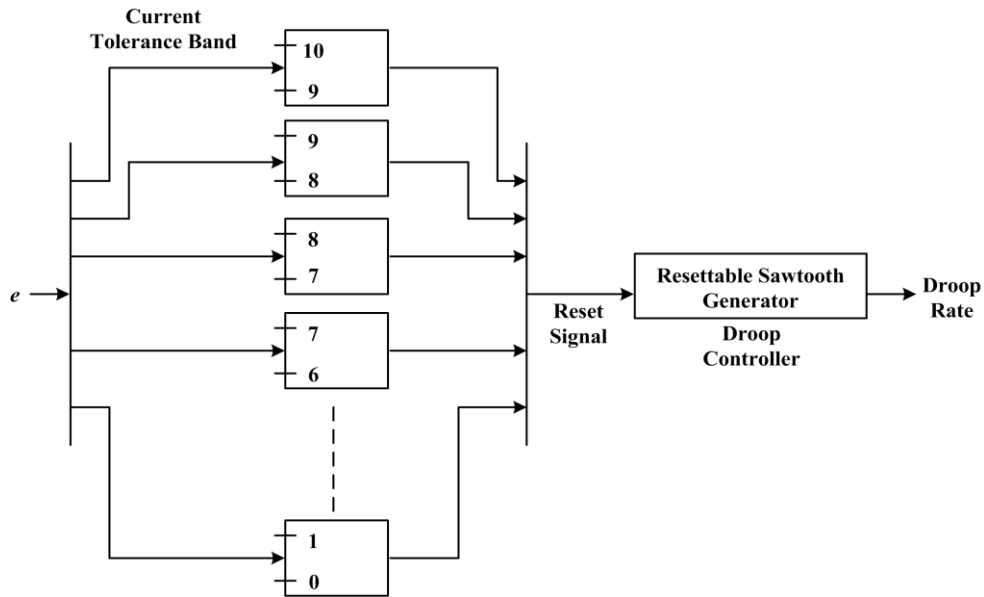 Current
Tolerance Band
10
9
9
8
8
7
e
7
6
1
0
Reset
Signal
Resettable Sawtooth
Generator
Droop
Controller
Droop
Rate